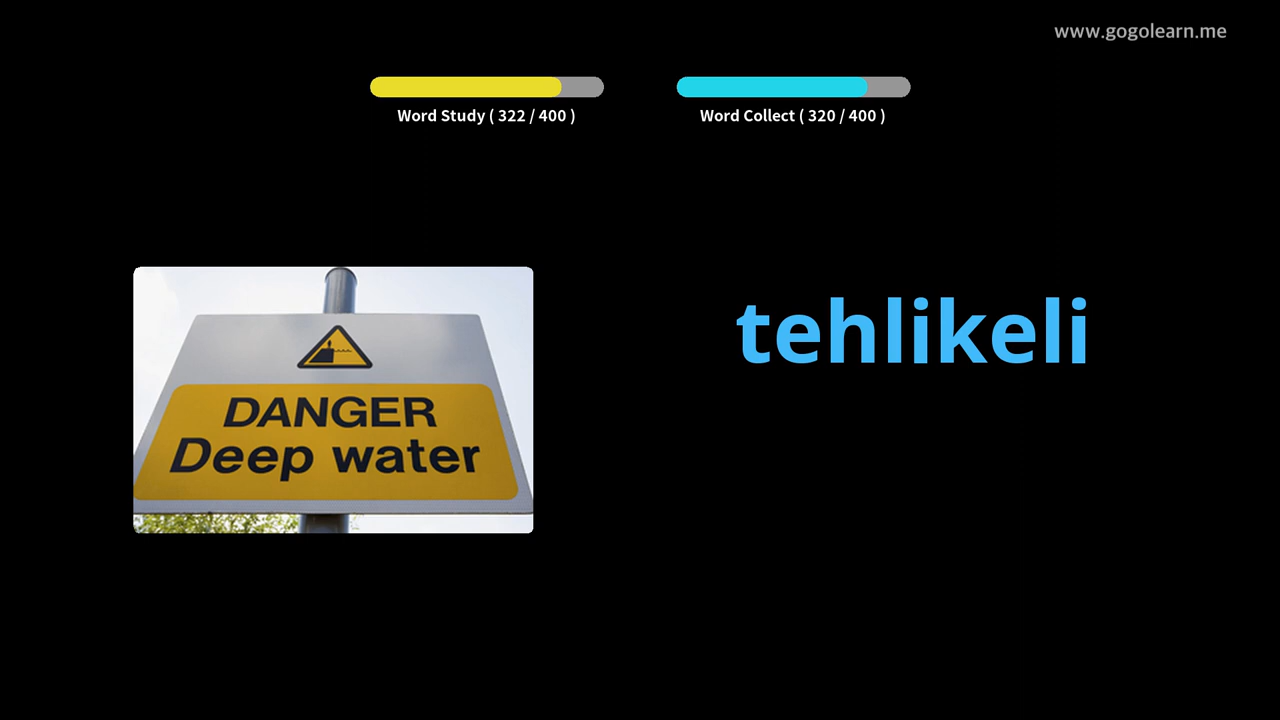 www.gogolearn.me
Word Study ( 322 / 400 )
Word Collect ( 320 / 400 )
DANGER
Deep water
tehlikeli